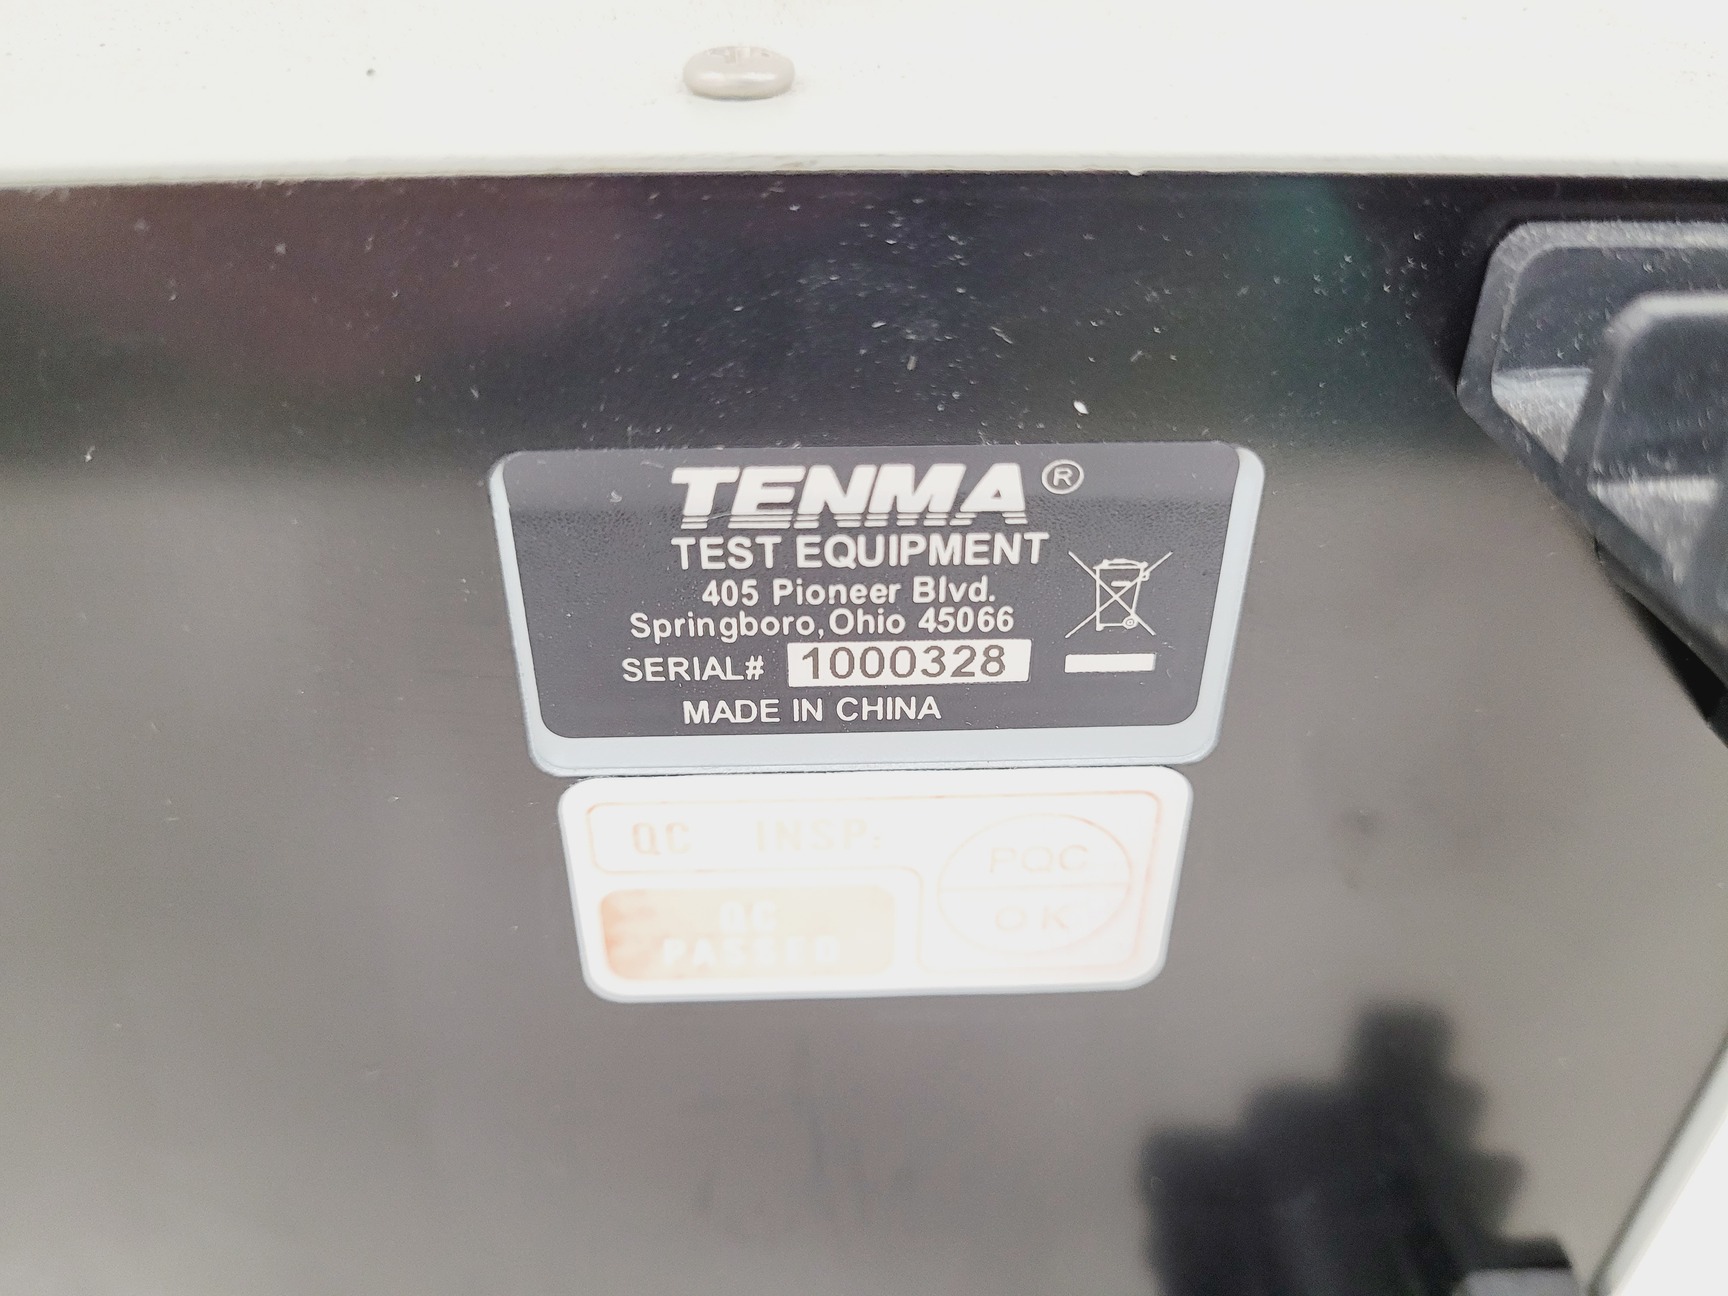 TENMA®
TEST EQUIPMENT
405 Pioneer Blvd.
Springboro,Ohio 45066
SERIAL# 1000328
MADE IN CHINA
QC INSP:
PQC
OK
QC
PASSED